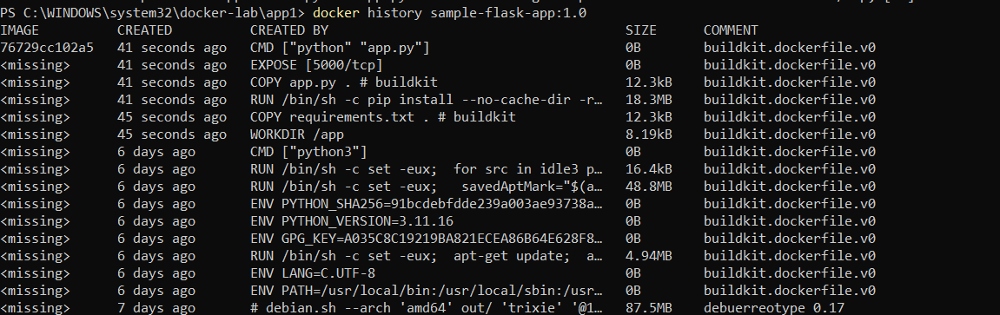 PS C:\WINDOWS\system32\docker-lab\app1> docker history sample-flask-app:1.0
IMAGE CREATED CREATED BY SIZE COMMENT
76729cc102a5 41 seconds ago CMD ["python" "app.py"] 0B buildkit.dockerfile.v0
<missing> 41 seconds ago EXPOSE [5000/tcp] 0B buildkit.dockerfile.v0
<missing> 41 seconds ago COPY app.py . # buildkit 12.3kB buildkit.dockerfile.v0
<missing> 41 seconds ago RUN /bin/sh -c pip install --no-cache-dir -r… 18.3MB buildkit.dockerfile.v0
<missing> 45 seconds ago COPY requirements.txt . # buildkit 12.3kB buildkit.dockerfile.v0
<missing> 45 seconds ago WORKDIR /app 8.19kB buildkit.dockerfile.v0
<missing> 6 days ago CMD ["python3"] 0B buildkit.dockerfile.v0
<missing> 6 days ago RUN /bin/sh -c set -eux; for src in idle3 p… 16.4kB buildkit.dockerfile.v0
<missing> 6 days ago RUN /bin/sh -c set -eux; savedAptMark="$(a… 48.8MB buildkit.dockerfile.v0
<missing> 6 days ago ENV PYTHON_SHA256=91bcdebfdde239a003ae93738a… 0B buildkit.dockerfile.v0
<missing> 6 days ago ENV PYTHON_VERSION=3.11.16 0B buildkit.dockerfile.v0
<missing> 6 days ago ENV GPG_KEY=A035C8C19219BA821ECEA86B64E628F8… 0B buildkit.dockerfile.v0
<missing> 6 days ago RUN /bin/sh -c set -eux; apt-get update; a… 4.94MB buildkit.dockerfile.v0
<missing> 6 days ago ENV LANG=C.UTF-8 0B buildkit.dockerfile.v0
<missing> 6 days ago ENV PATH=/usr/local/bin:/usr/local/sbin:/usr… 0B buildkit.dockerfile.v0
<missing> 7 days ago # debian.sh --arch 'amd64' out/ 'trixie' '@1… 87.5MB debuerreotype 0.17